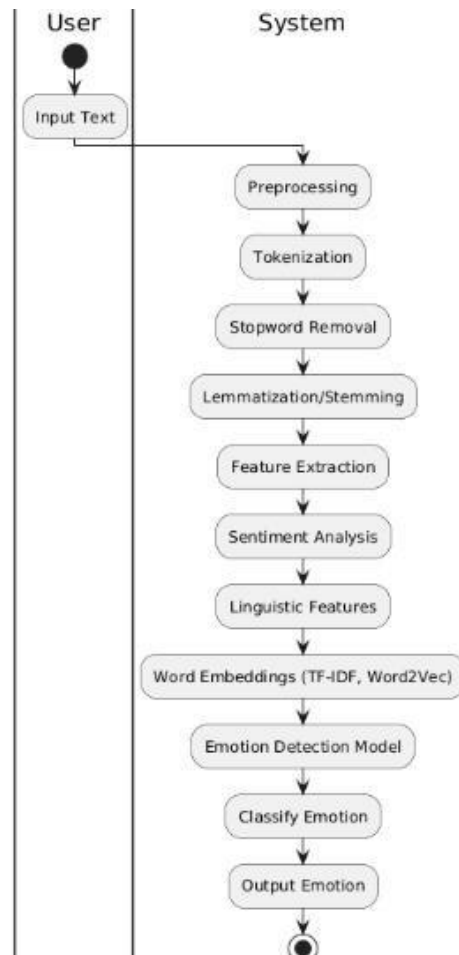 User
System
Input Text
Preprocessing
Tokenization
Stopword Removal
Lemmatization/Stemming
Feature Extraction
Sentiment Analysis
Linguistic Features
Word Embeddings (TF-IDF, Word2Vec)
Emotion Detection Model
Classify Emotion
Output Emotion